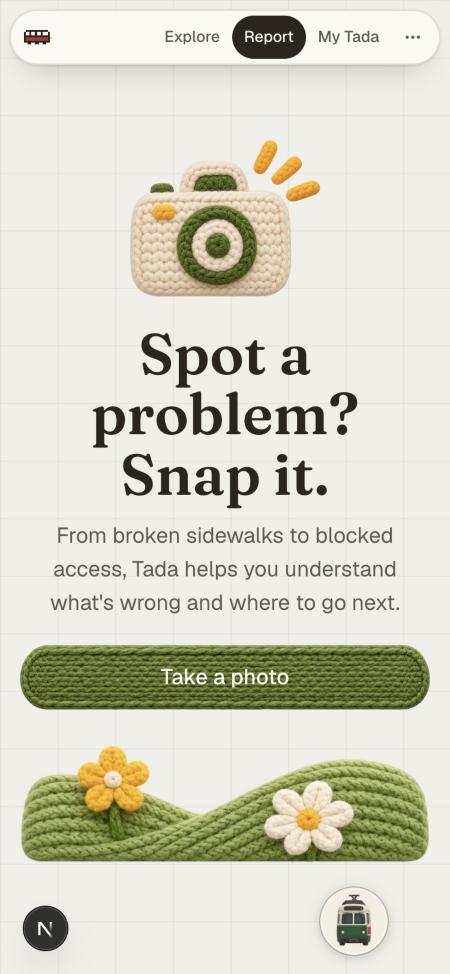 Explore Report My Tada
Spot a
problem?
Snap it.
From broken sidewalks to blocked
access, Tada helps you understand
what's wrong and where to go next.
Take a photo
N